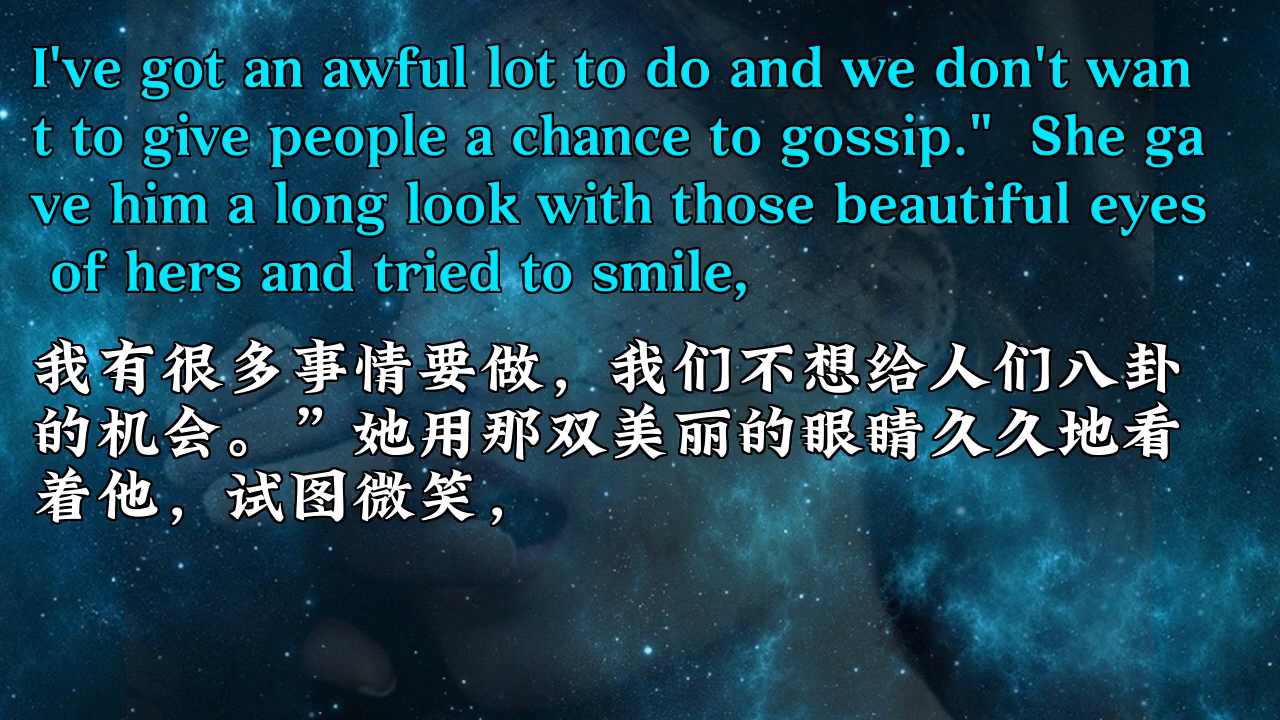 I've got an awful lot to do and we don't wan
t to give people a chance to gossip."  She ga
ve him a long look with those beautiful eyes
 of hers and tried to smile,
我有很多事情要做，我们不想给人们八卦
的机会。”她用那双美丽的眼睛久久地看
着他，试图微笑，